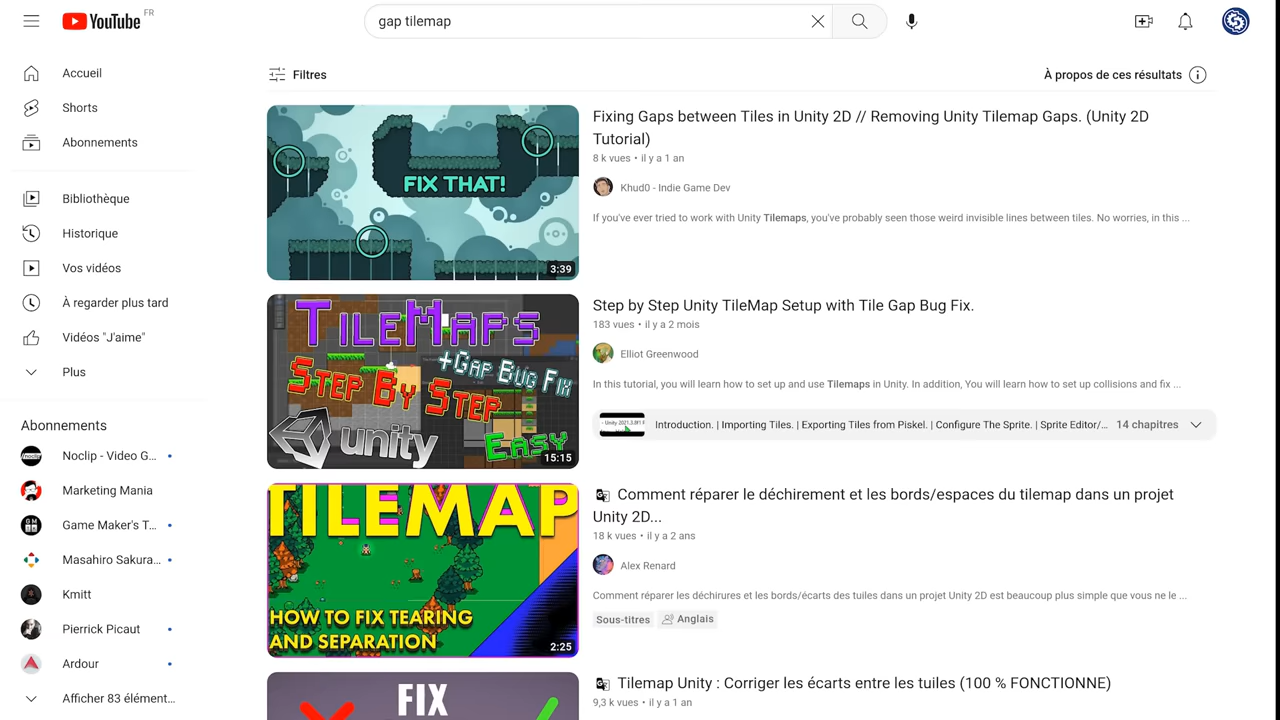 YouTube FR
gap tilemap
Accueil
Shorts
Abonnements
Bibliothèque
Historique
Vos vidéos
À regarder plus tard
Vidéos "J'aime"
Plus
Abonnements
Noclip - Video G...
Marketing Mania
Game Maker's T...
Masahiro Sakura...
Kmitt
Pierrick Picaut
Ardour
Afficher 83 élément...
Filtres
À propos de ces résultats
FIX THAT!
3:39
Fixing Gaps between Tiles in Unity 2D // Removing Unity Tilemap Gaps. (Unity 2D
Tutorial)
8 k vues • il y a 1 an
Khud0 - Indie Game Dev
If you've ever tried to work with Unity Tilemaps, you've probably seen those weird invisible lines between tiles. No worries, in this ...
TILEMAPS
+GAP BUG FIX
STEP BY STEP
unity
EASY
15:15
Step by Step Unity TileMap Setup with Tile Gap Bug Fix.
183 vues • il y a 2 mois
Elliot Greenwood
In this tutorial, you will learn how to set up and use Tilemaps in Unity. In addition, You will learn how to set up collisions and fix ...
Introduction. | Importing Tiles. | Exporting Tiles from Piskel. | Configure The Sprite. | Sprite Editor/... 14 chapitres
TILEMAP
HOW TO FIX TEARING
AND SEPARATION
2:25
Comment réparer le déchirement et les bords/espaces du tilemap dans un projet
Unity 2D...
18 k vues • il y a 2 ans
Alex Renard
Comment réparer les déchirures et les bords/écarts des tuiles dans un projet Unity 2D est beaucoup plus simple que vous ne le ...
Sous-titres Anglais
FIX
Tilemap Unity : Corriger les écarts entre les tuiles (100 % FONCTIONNE)
9,3 k vues • il y a 1 an